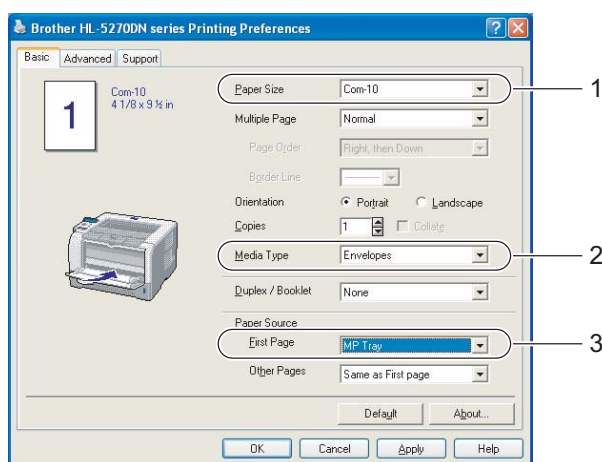 Brother HL-5270DN series Printing Preferences
Basic Advanced Support
1
Com-10
4 1/8 x 9 ½ in
Paper Size Com-10 1
Multiple Page Normal
Page Order Right, then Down
Border Line
Orientation Portrait Landscape
Copies 1 Collate
Media Type Envelopes 2
Duplex / Booklet None
Paper Source
First Page MP Tray 3
Other Pages Same as First page
Default About...
OK Cancel Apply Help